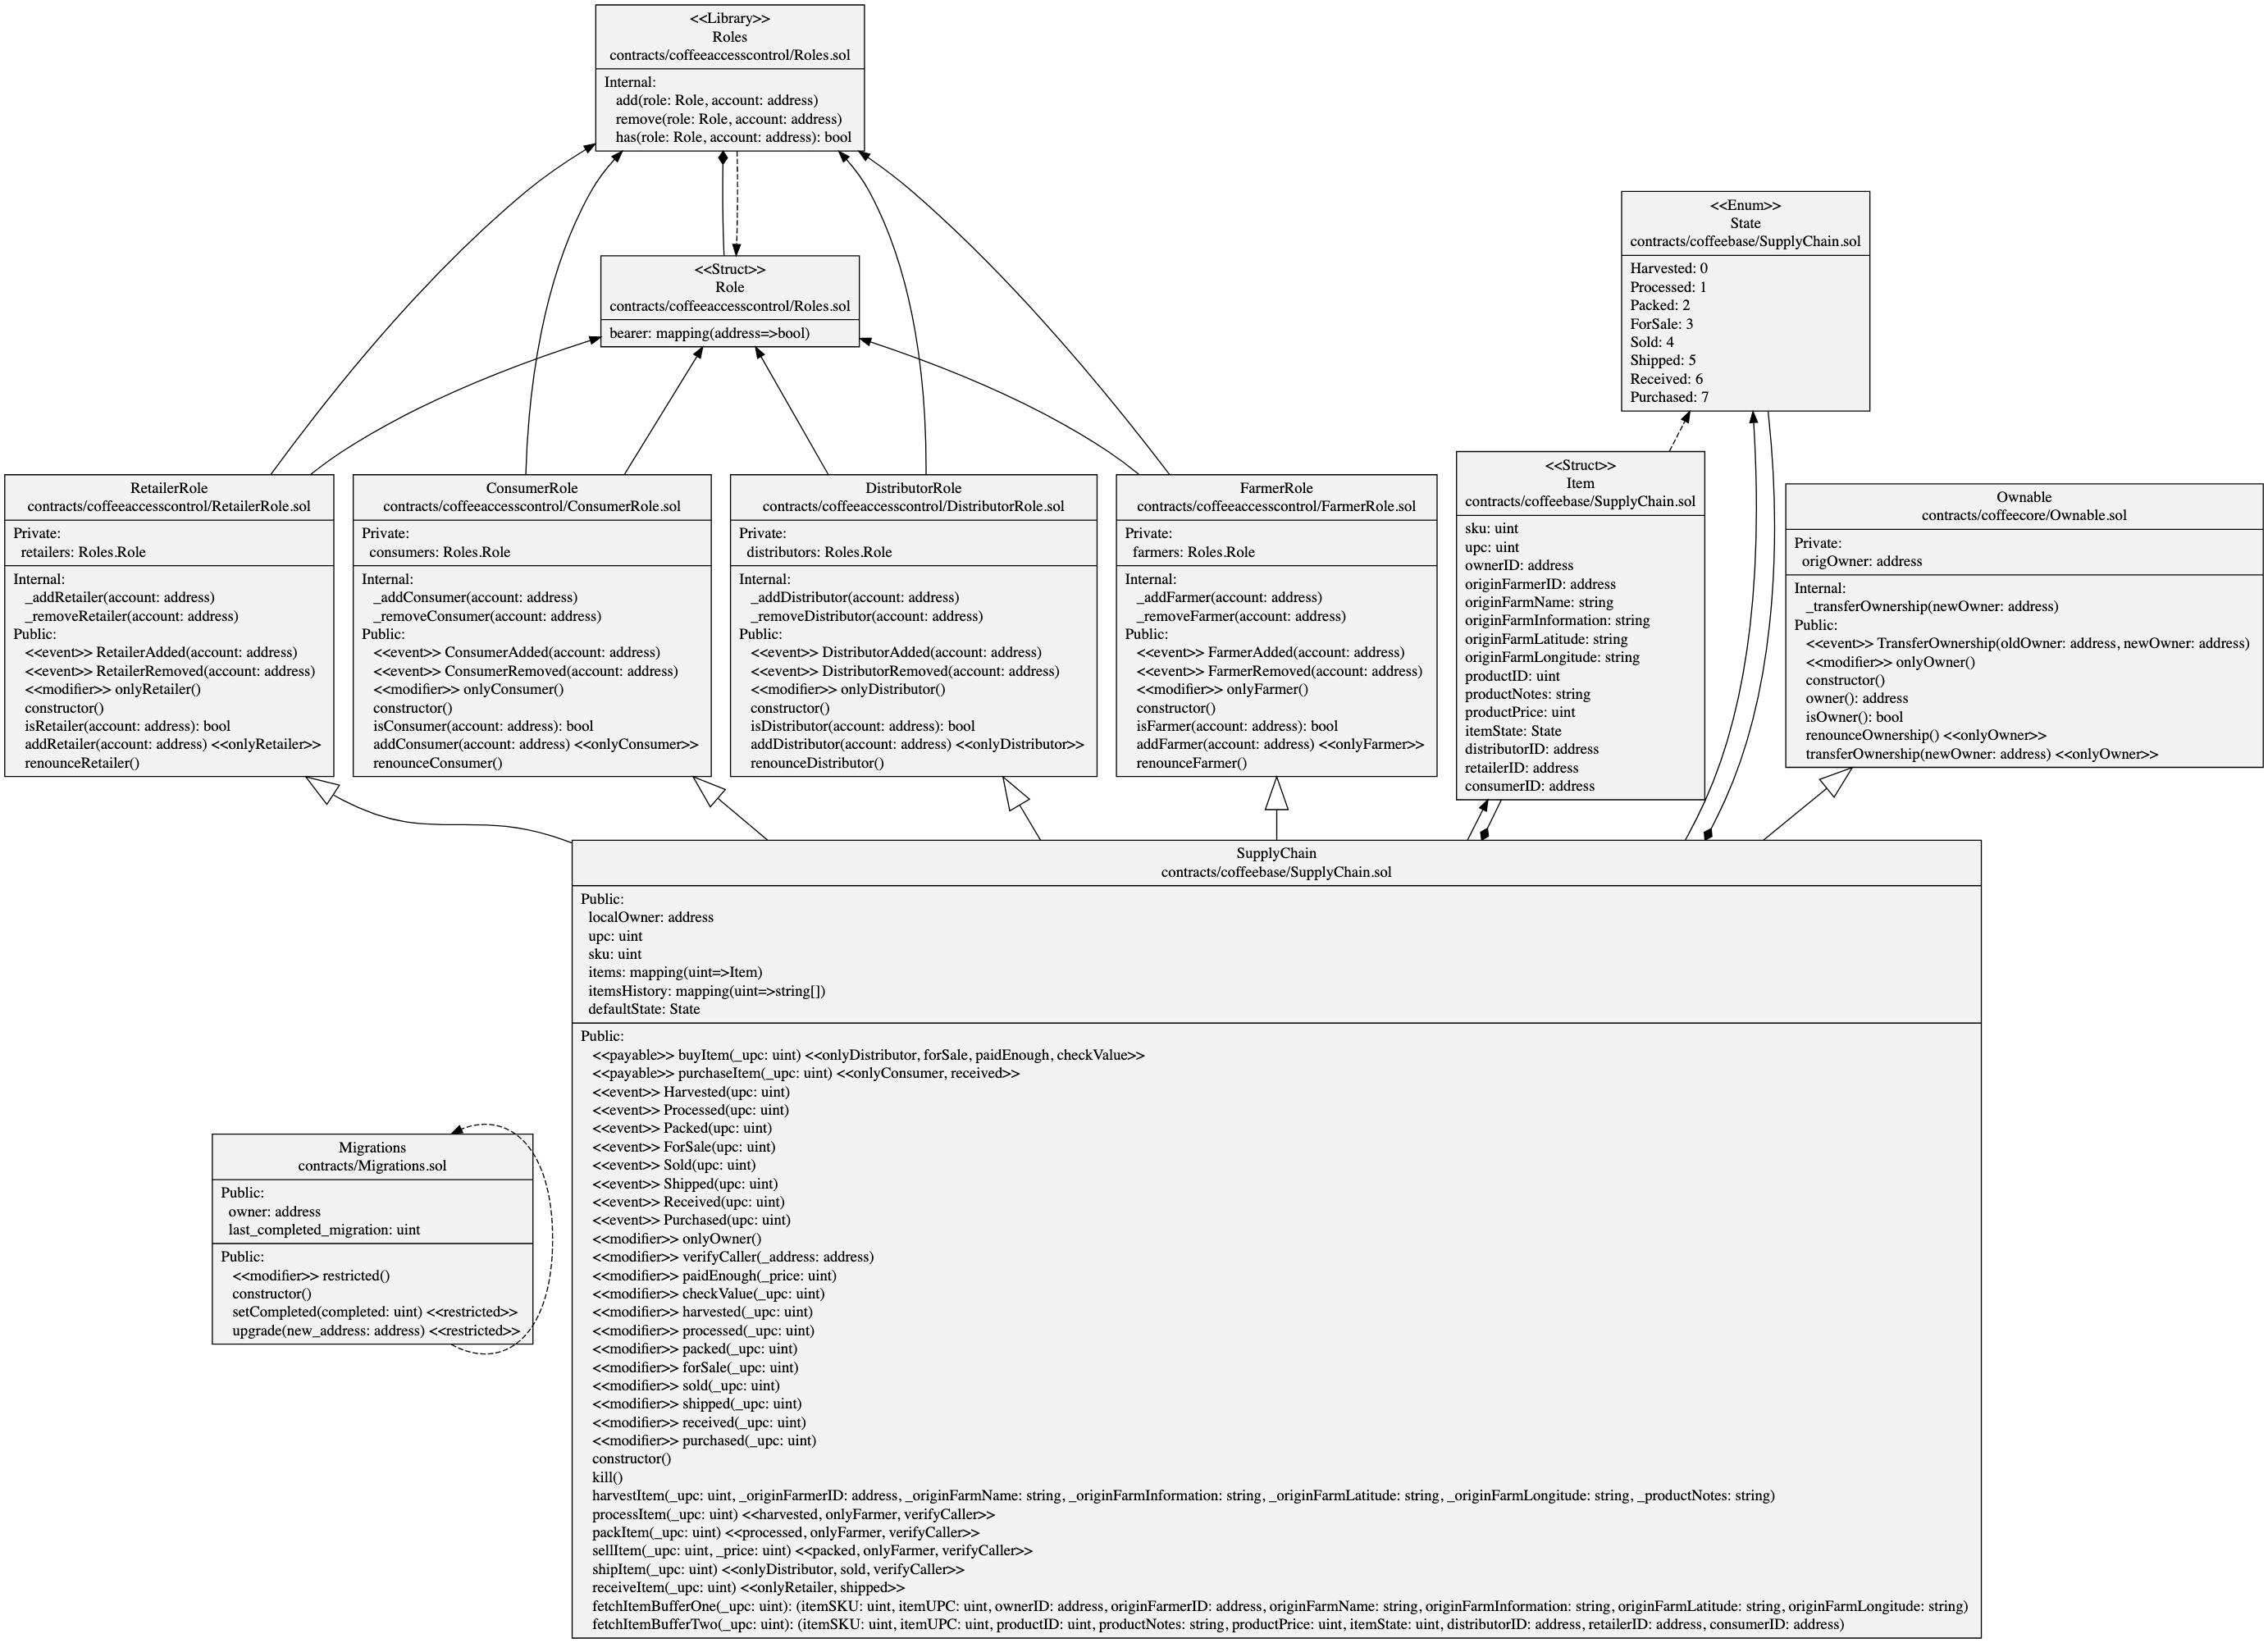 <<Library>>
Roles
contracts/coffeeaccesscontrol/Roles.sol
Internal:
add(role: Role, account: address)
remove(role: Role, account: address)
has(role: Role, account: address): bool
<<Struct>>
Role
contracts/coffeeaccesscontrol/Roles.sol
bearer: mapping(address=>bool)
<<Enum>>
State
contracts/coffeebase/SupplyChain.sol
Harvested: 0
Processed: 1
Packed: 2
ForSale: 3
Sold: 4
Shipped: 5
Received: 6
Purchased: 7
RetailerRole
contracts/coffeeaccesscontrol/RetailerRole.sol
Private:
retailers: Roles.Role
Internal:
_addRetailer(account: address)
_removeRetailer(account: address)
Public:
<<event>> RetailerAdded(account: address)
<<event>> RetailerRemoved(account: address)
<<modifier>> onlyRetailer()
constructor()
isRetailer(account: address): bool
addRetailer(account: address) <<onlyRetailer>>
renounceRetailer()
ConsumerRole
contracts/coffeeaccesscontrol/ConsumerRole.sol
Private:
consumers: Roles.Role
Internal:
_addConsumer(account: address)
_removeConsumer(account: address)
Public:
<<event>> ConsumerAdded(account: address)
<<event>> ConsumerRemoved(account: address)
<<modifier>> onlyConsumer()
constructor()
isConsumer(account: address): bool
addConsumer(account: address) <<onlyConsumer>>
renounceConsumer()
DistributorRole
contracts/coffeeaccesscontrol/DistributorRole.sol
Private:
distributors: Roles.Role
Internal:
_addDistributor(account: address)
_removeDistributor(account: address)
Public:
<<event>> DistributorAdded(account: address)
<<event>> DistributorRemoved(account: address)
<<modifier>> onlyDistributor()
constructor()
isDistributor(account: address): bool
addDistributor(account: address) <<onlyDistributor>>
renounceDistributor()
FarmerRole
contracts/coffeeaccesscontrol/FarmerRole.sol
Private:
farmers: Roles.Role
Internal:
_addFarmer(account: address)
_removeFarmer(account: address)
Public:
<<event>> FarmerAdded(account: address)
<<event>> FarmerRemoved(account: address)
<<modifier>> onlyFarmer()
constructor()
isFarmer(account: address): bool
addFarmer(account: address) <<onlyFarmer>>
renounceFarmer()
<<Struct>>
Item
contracts/coffeebase/SupplyChain.sol
sku: uint
upc: uint
ownerID: address
originFarmerID: address
originFarmName: string
originFarmInformation: string
originFarmLatitude: string
originFarmLongitude: string
productID: uint
productNotes: string
productPrice: uint
itemState: State
distributorID: address
retailerID: address
consumerID: address
Ownable
contracts/coffeecore/Ownable.sol
Private:
origOwner: address
Internal:
_transferOwnership(newOwner: address)
Public:
<<event>> TransferOwnership(oldOwner: address, newOwner: address)
<<modifier>> onlyOwner()
constructor()
owner(): address
isOwner(): bool
renounceOwnership() <<onlyOwner>>
transferOwnership(newOwner: address) <<onlyOwner>>
SupplyChain
contracts/coffeebase/SupplyChain.sol
Public:
localOwner: address
upc: uint
sku: uint
items: mapping(uint=>Item)
itemsHistory: mapping(uint=>string[])
defaultState: State
Public:
<<payable>> buyItem(_upc: uint) <<onlyDistributor, forSale, paidEnough, checkValue>>
<<payable>> purchaseItem(_upc: uint) <<onlyConsumer, received>>
<<event>> Harvested(upc: uint)
<<event>> Processed(upc: uint)
<<event>> Packed(upc: uint)
<<event>> ForSale(upc: uint)
<<event>> Sold(upc: uint)
<<event>> Shipped(upc: uint)
<<event>> Received(upc: uint)
<<event>> Purchased(upc: uint)
<<modifier>> onlyOwner()
<<modifier>> verifyCaller(_address: address)
<<modifier>> paidEnough(_price: uint)
<<modifier>> checkValue(_upc: uint)
<<modifier>> harvested(_upc: uint)
<<modifier>> processed(_upc: uint)
<<modifier>> packed(_upc: uint)
<<modifier>> forSale(_upc: uint)
<<modifier>> sold(_upc: uint)
<<modifier>> shipped(_upc: uint)
<<modifier>> received(_upc: uint)
<<modifier>> purchased(_upc: uint)
constructor()
kill()
harvestItem(_upc: uint, _originFarmerID: address, _originFarmName: string, _originFarmInformation: string, _originFarmLatitude: string, _originFarmLongitude: string, _productNotes: string)
processItem(_upc: uint) <<harvested, onlyFarmer, verifyCaller>>
packItem(_upc: uint) <<processed, onlyFarmer, verifyCaller>>
sellItem(_upc: uint, _price: uint) <<packed, onlyFarmer, verifyCaller>>
shipItem(_upc: uint) <<onlyDistributor, sold, verifyCaller>>
receiveItem(_upc: uint) <<onlyRetailer, shipped>>
fetchItemBufferOne(_upc: uint): (itemSKU: uint, itemUPC: uint, ownerID: address, originFarmerID: address, originFarmName: string, originFarmInformation: string, originFarmLatitude: string, originFarmLongitude: string)
fetchItemBufferTwo(_upc: uint): (itemSKU: uint, itemUPC: uint, productID: uint, productNotes: string, productPrice: uint, itemState: uint, distributorID: address, retailerID: address, consumerID: address)
Migrations
contracts/Migrations.sol
Public:
owner: address
last_completed_migration: uint
Public:
<<modifier>> restricted()
constructor()
setCompleted(completed: uint) <<restricted>>
upgrade(new_address: address) <<restricted>>